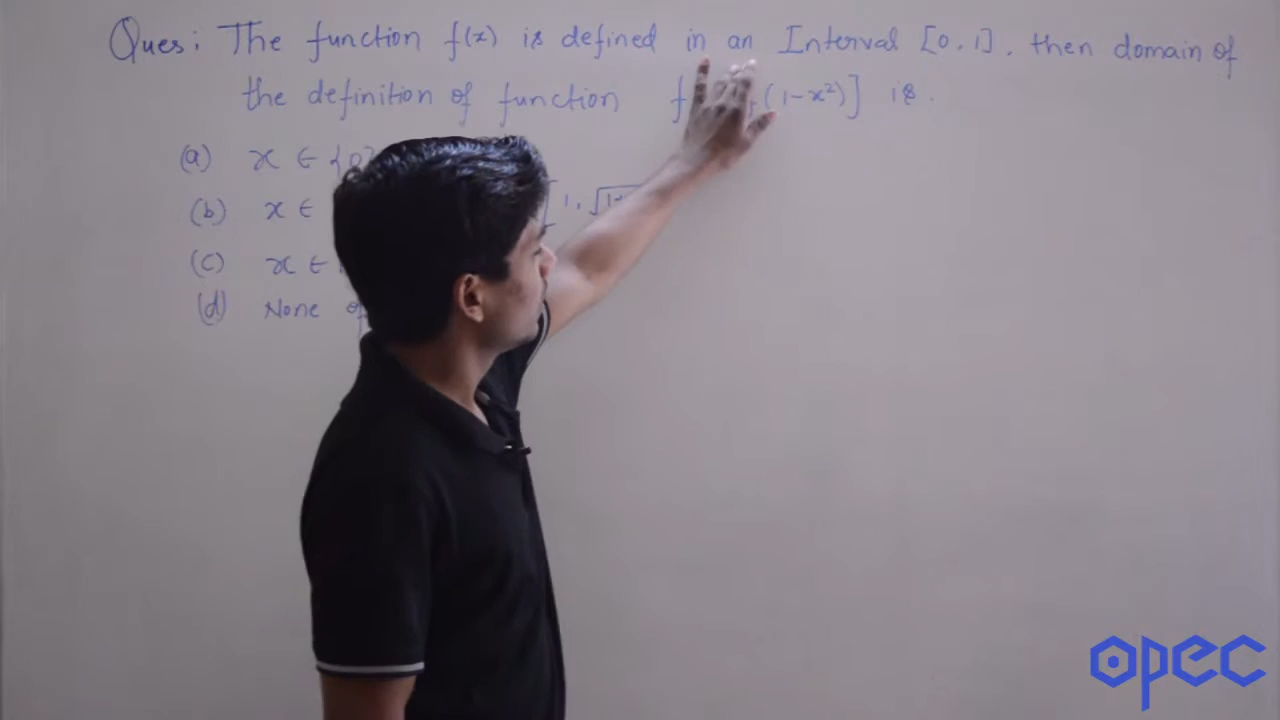 Ques: The function f(x) is defined in an Interval [0, 1], then domain of
the definition of function f (1-x²)] is.
(a) x ∈ {0}
(b) x ∈ [1, √1
(c) x ∈
(d) None of
opec